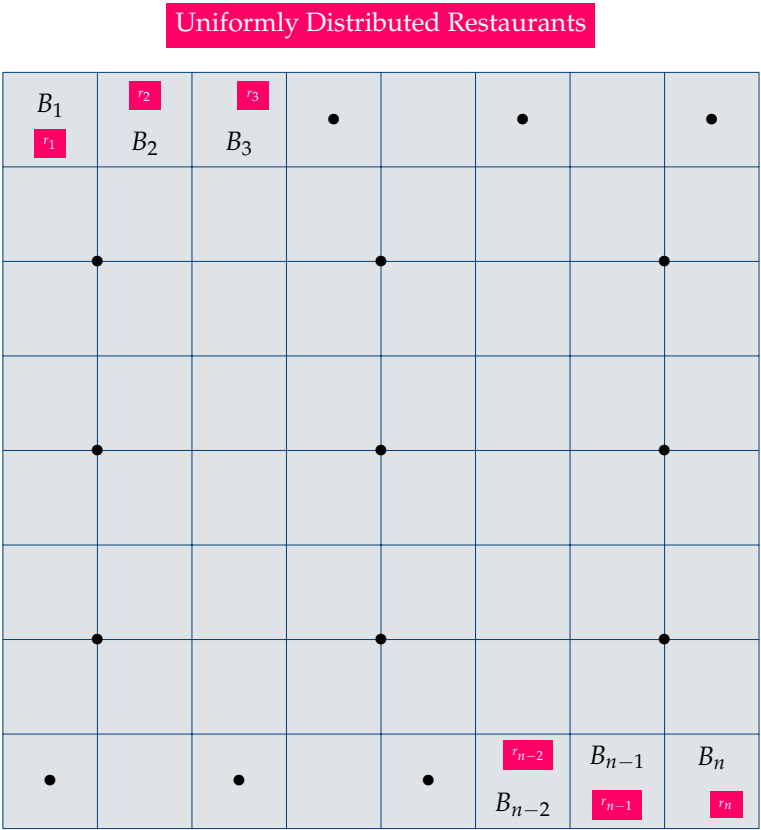 Uniformly Distributed Restaurants
B₁ r₂ r₃
r₁ B₂ B₃
rₙ₋₂ Bₙ₋₁ Bₙ
Bₙ₋₂ rₙ₋₁ rₙ